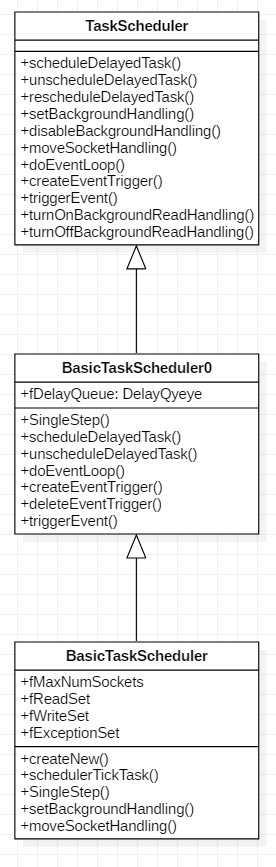 TaskScheduler
+scheduleDelayedTask()
+unscheduleDelayedTask()
+rescheduleDelayedTask()
+setBackgroundHandling()
+disableBackgroundHandling()
+moveSocketHandling()
+doEventLoop()
+createEventTrigger()
+triggerEvent()
+turnOnBackgroundReadHandling()
+turnOffBackgroundReadHandling()
BasicTaskScheduler0
+fDelayQueue: DelayQyeye
+SingleStep()
+scheduleDelayedTask()
+unscheduleDelayedTask()
+doEventLoop()
+createEventTrigger()
+deleteEventTrigger()
+triggerEvent()
BasicTaskScheduler
+fMaxNumSockets
+fReadSet
+fWriteSet
+fExceptionSet
+createNew()
+schedulerTickTask()
+SingleStep()
+setBackgroundHandling()
+moveSocketHandling()